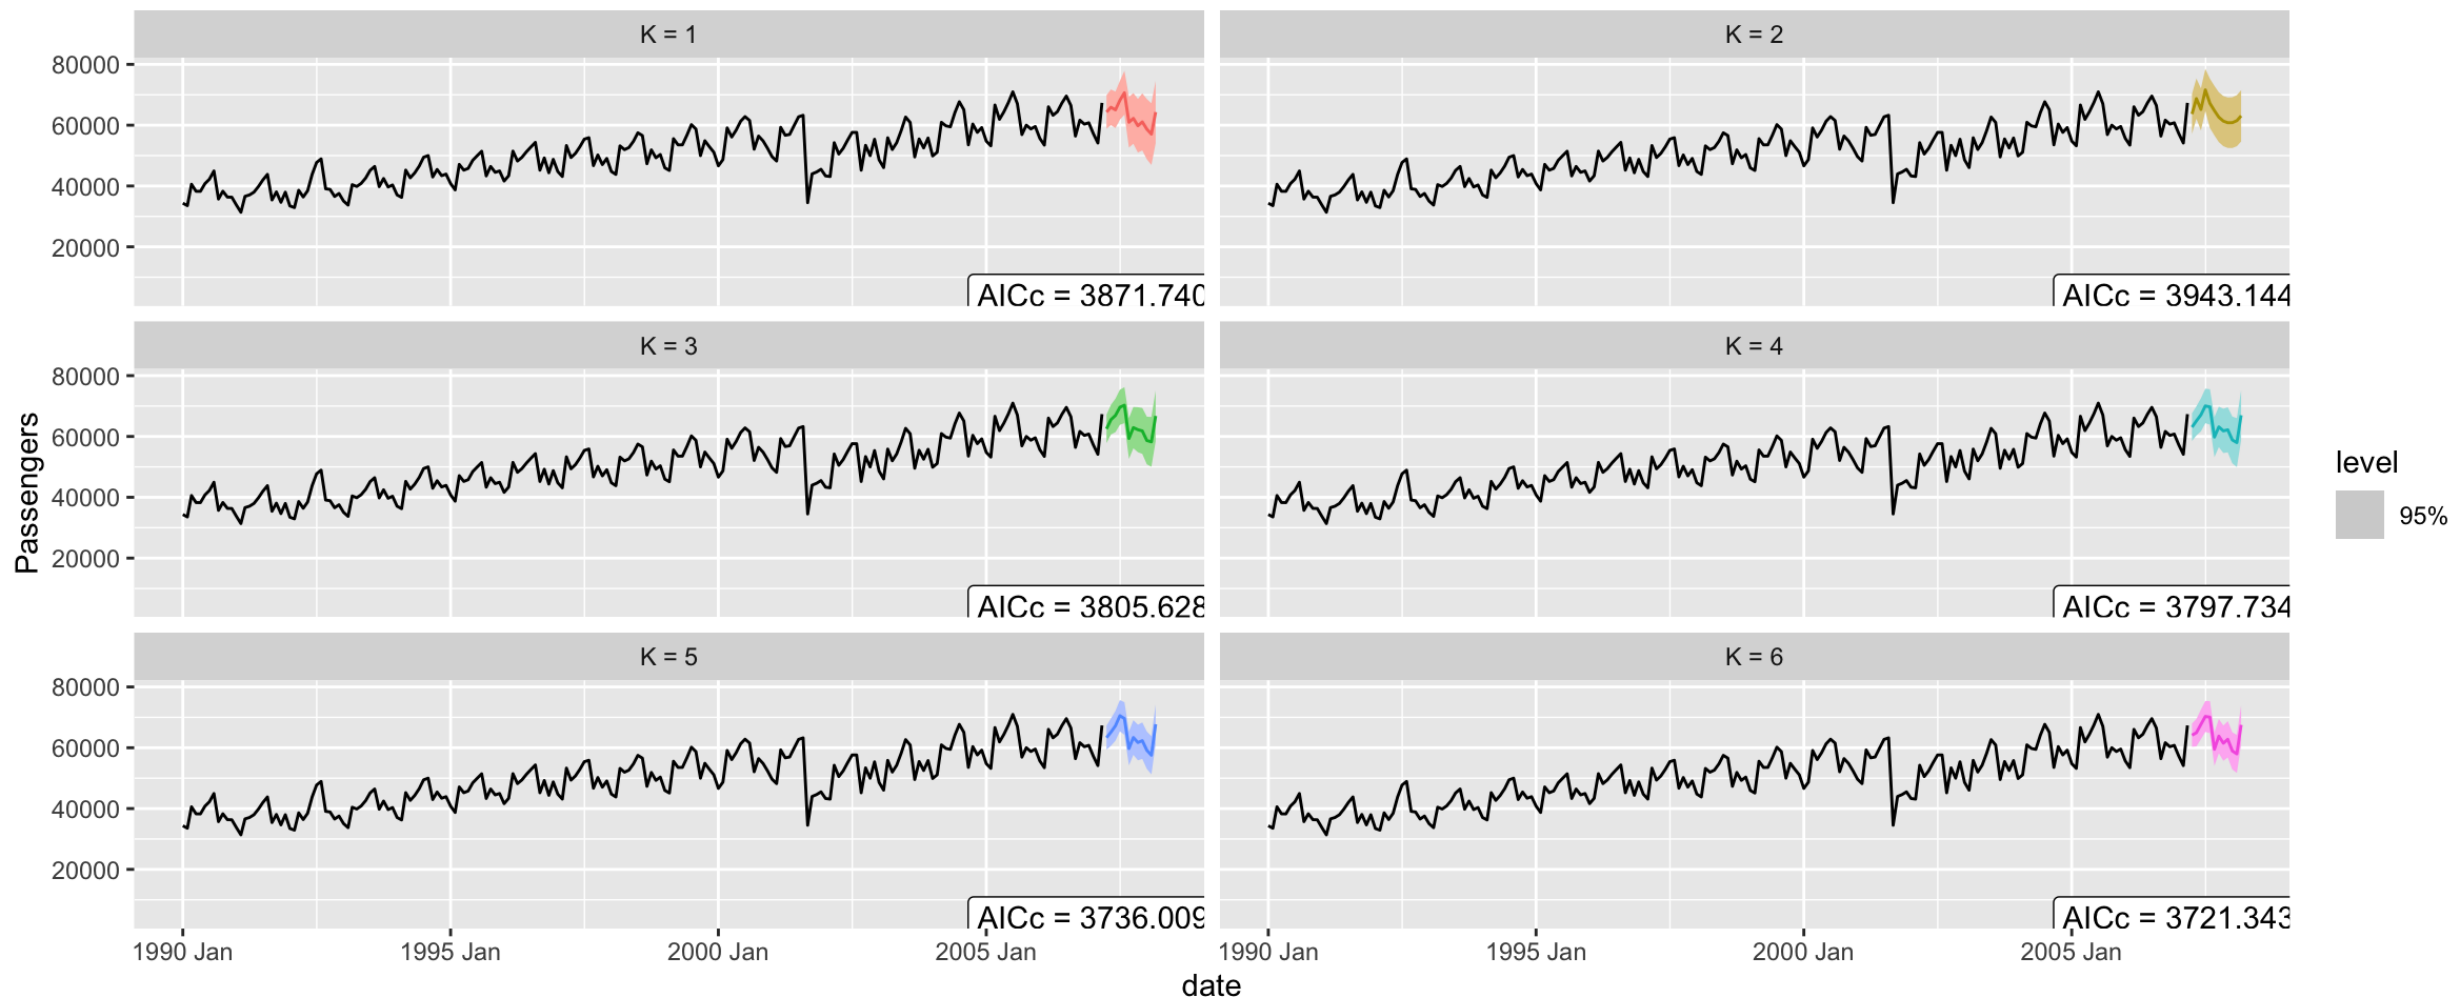 K = 1
K = 2
80000
60000
40000
20000
AICc = 3871.740
AICc = 3943.144
K = 3
K = 4
80000
60000
40000
20000
AICc = 3805.628
AICc = 3797.734
K = 5
K = 6
80000
60000
40000
20000
AICc = 3736.009
AICc = 3721.343
1990 Jan
1995 Jan
2000 Jan
2005 Jan
1990 Jan
1995 Jan
2000 Jan
2005 Jan
date
Passengers
level
95%